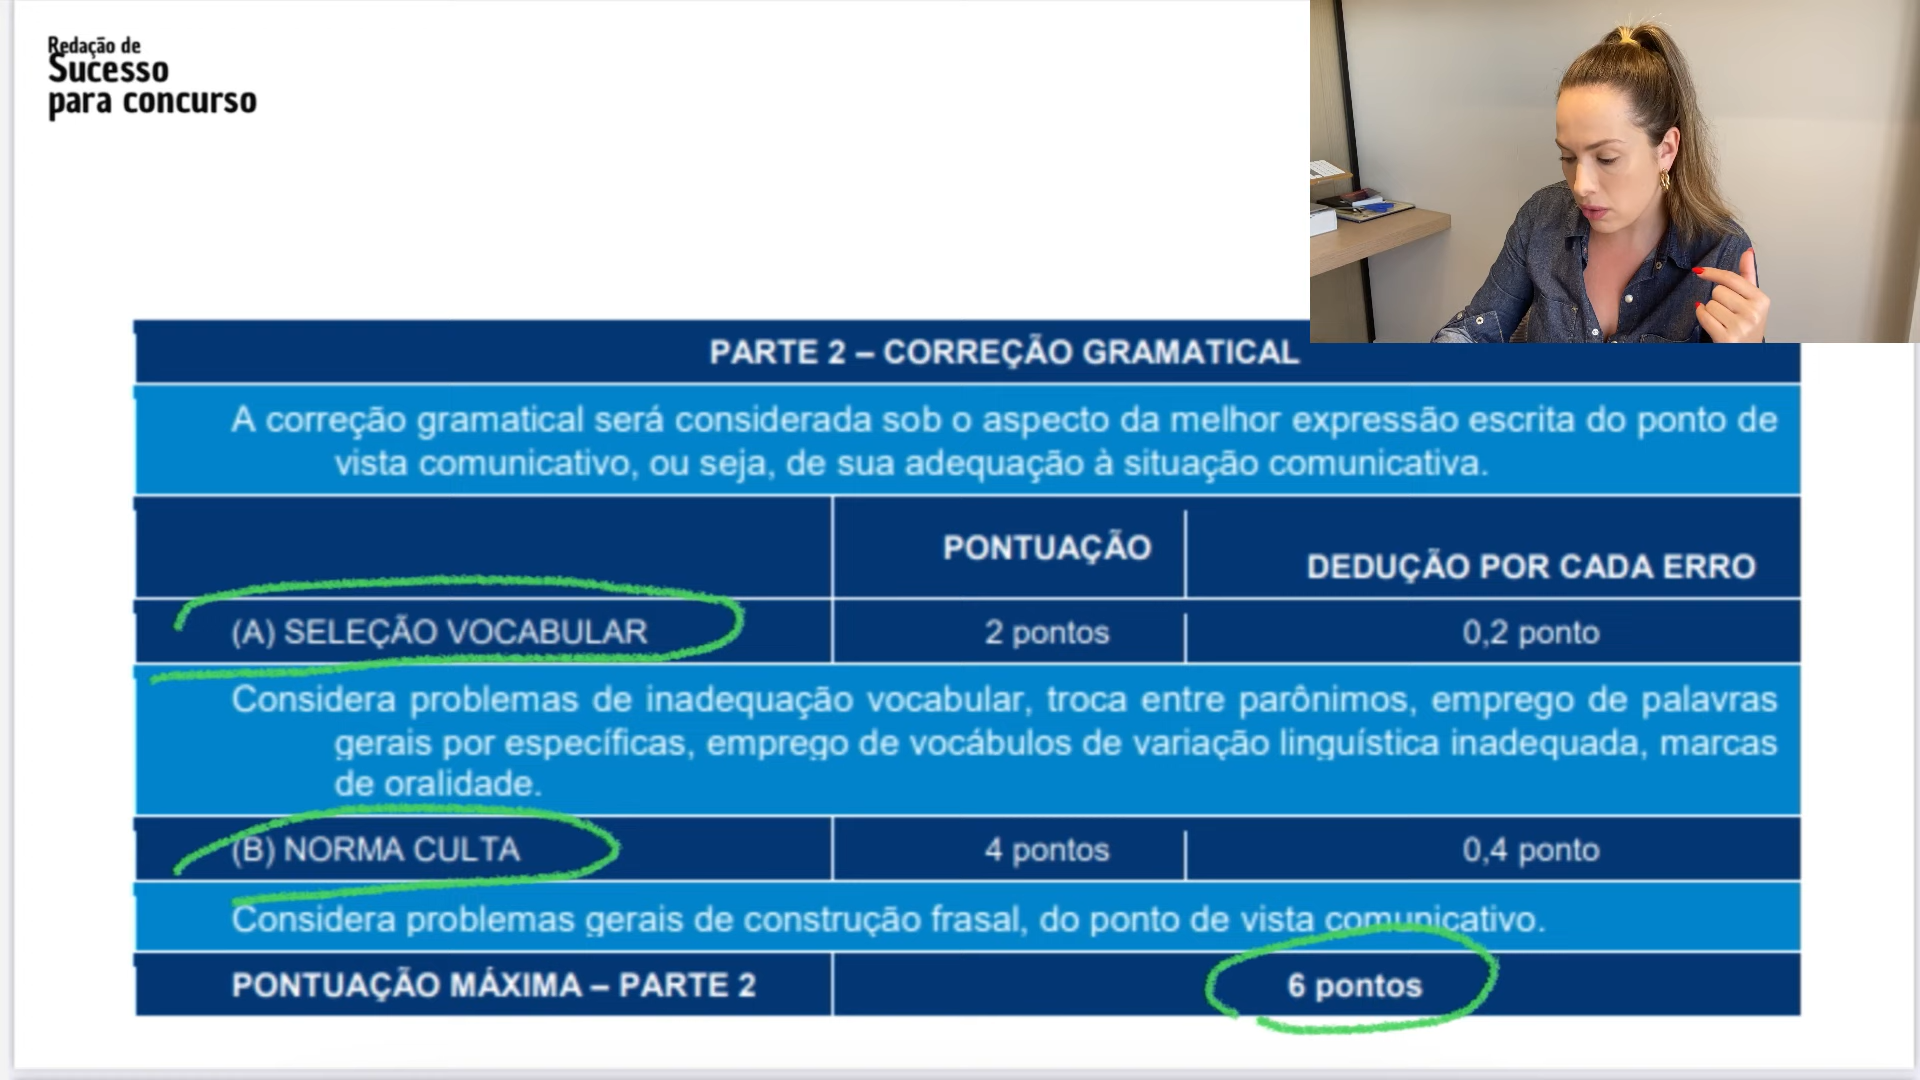 Redação de
Sucesso
para concurso
PARTE 2 – CORREÇÃO GRAMATICAL
A correção gramatical será considerada sob o aspecto da melhor expressão escrita do ponto de
vista comunicativo, ou seja, de sua adequação à situação comunicativa.
PONTUAÇÃO
DEDUÇÃO POR CADA ERRO
(A) SELEÇÃO VOCABULAR 2 pontos 0,2 ponto
Considera problemas de inadequação vocabular, troca entre parônimos, emprego de palavras
gerais por específicas, emprego de vocábulos de variação linguística inadequada, marcas
de oralidade.
(B) NORMA CULTA 4 pontos 0,4 ponto
Considera problemas gerais de construção frasal, do ponto de vista comunicativo.
PONTUAÇÃO MÁXIMA – PARTE 2 6 pontos